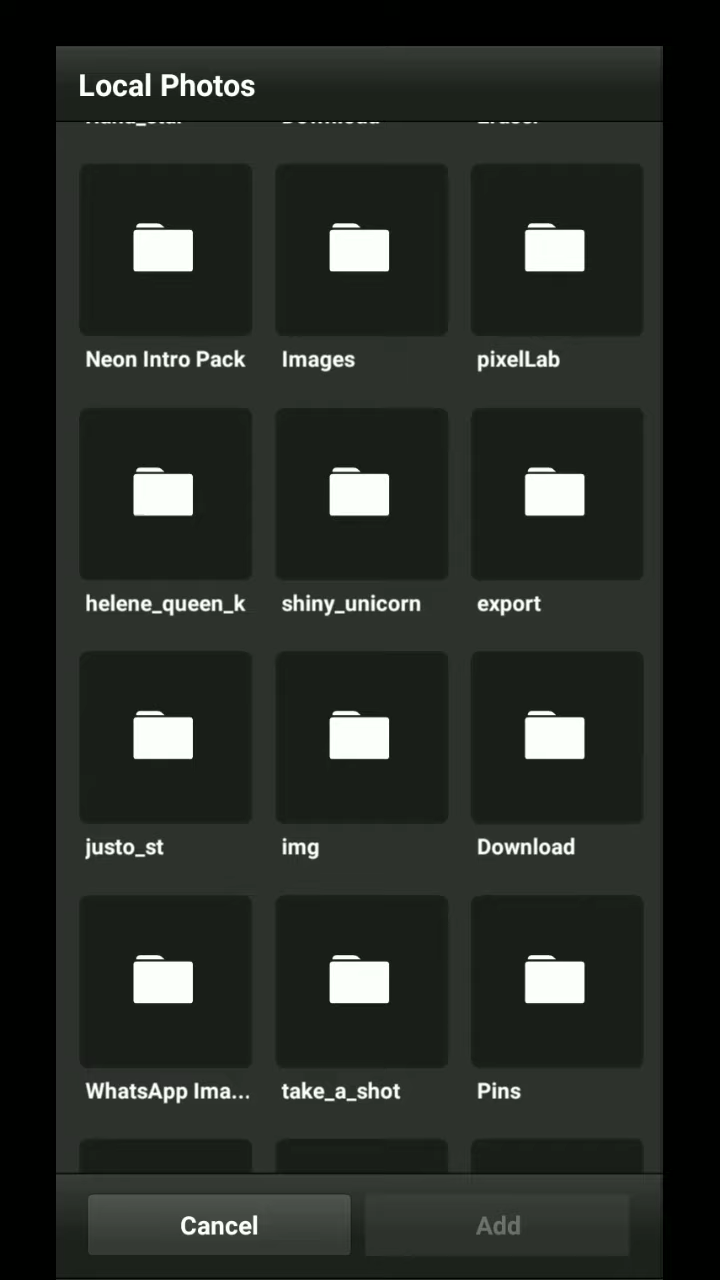 Local Photos
Download
Neon Intro Pack
Images
pixelLab
helene_queen_k
shiny_unicorn
export
justo_st
img
Download
WhatsApp Ima...
take_a_shot
Pins
Cancel
Add